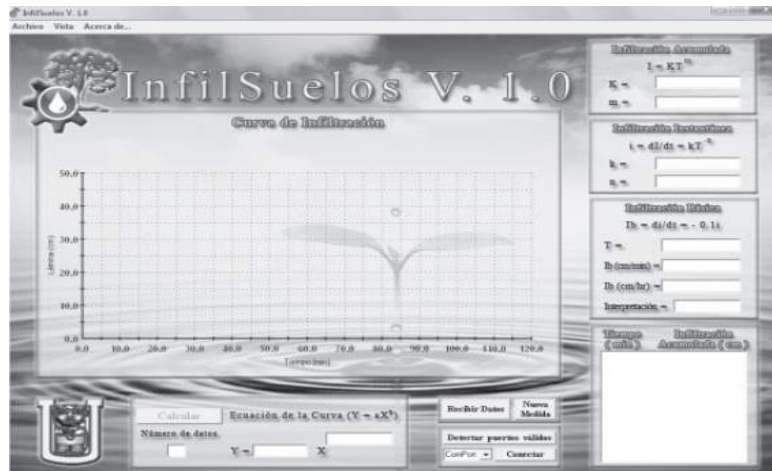 InfilSuelos V. 1.0
Archivo Vista Acerca de...
InfilSuelos V. 1.0
Curva de Infiltración
50,0
40,0
30,0
20,0
10,0
0,0
0.0 10.0 20.0 30.0 40.0 50.0 60.0 70.0 80.0 90.0 100.0 110.0 120.0
Lámina (cm)
Tiempo (min)
Infiltración Acumulada
I = KT^m
K =
m =
Infiltración Instantánea
i = dI/dt = kT^-n
k =
n =
Infiltración Básica
Ib = di/dt = - 0.1i
T =
Ib (cm/min) =
Ib (cm/hr) =
Interpretación =
Tiempo (min)
Infiltración Acumulada (cm)
Calcular
Ecuación de la Curva (Y = aX^b)
Número de datos
Y =
X
Recibir Datos
Nueva Medida
Detectar puertos válidos
ComPort
Conectar